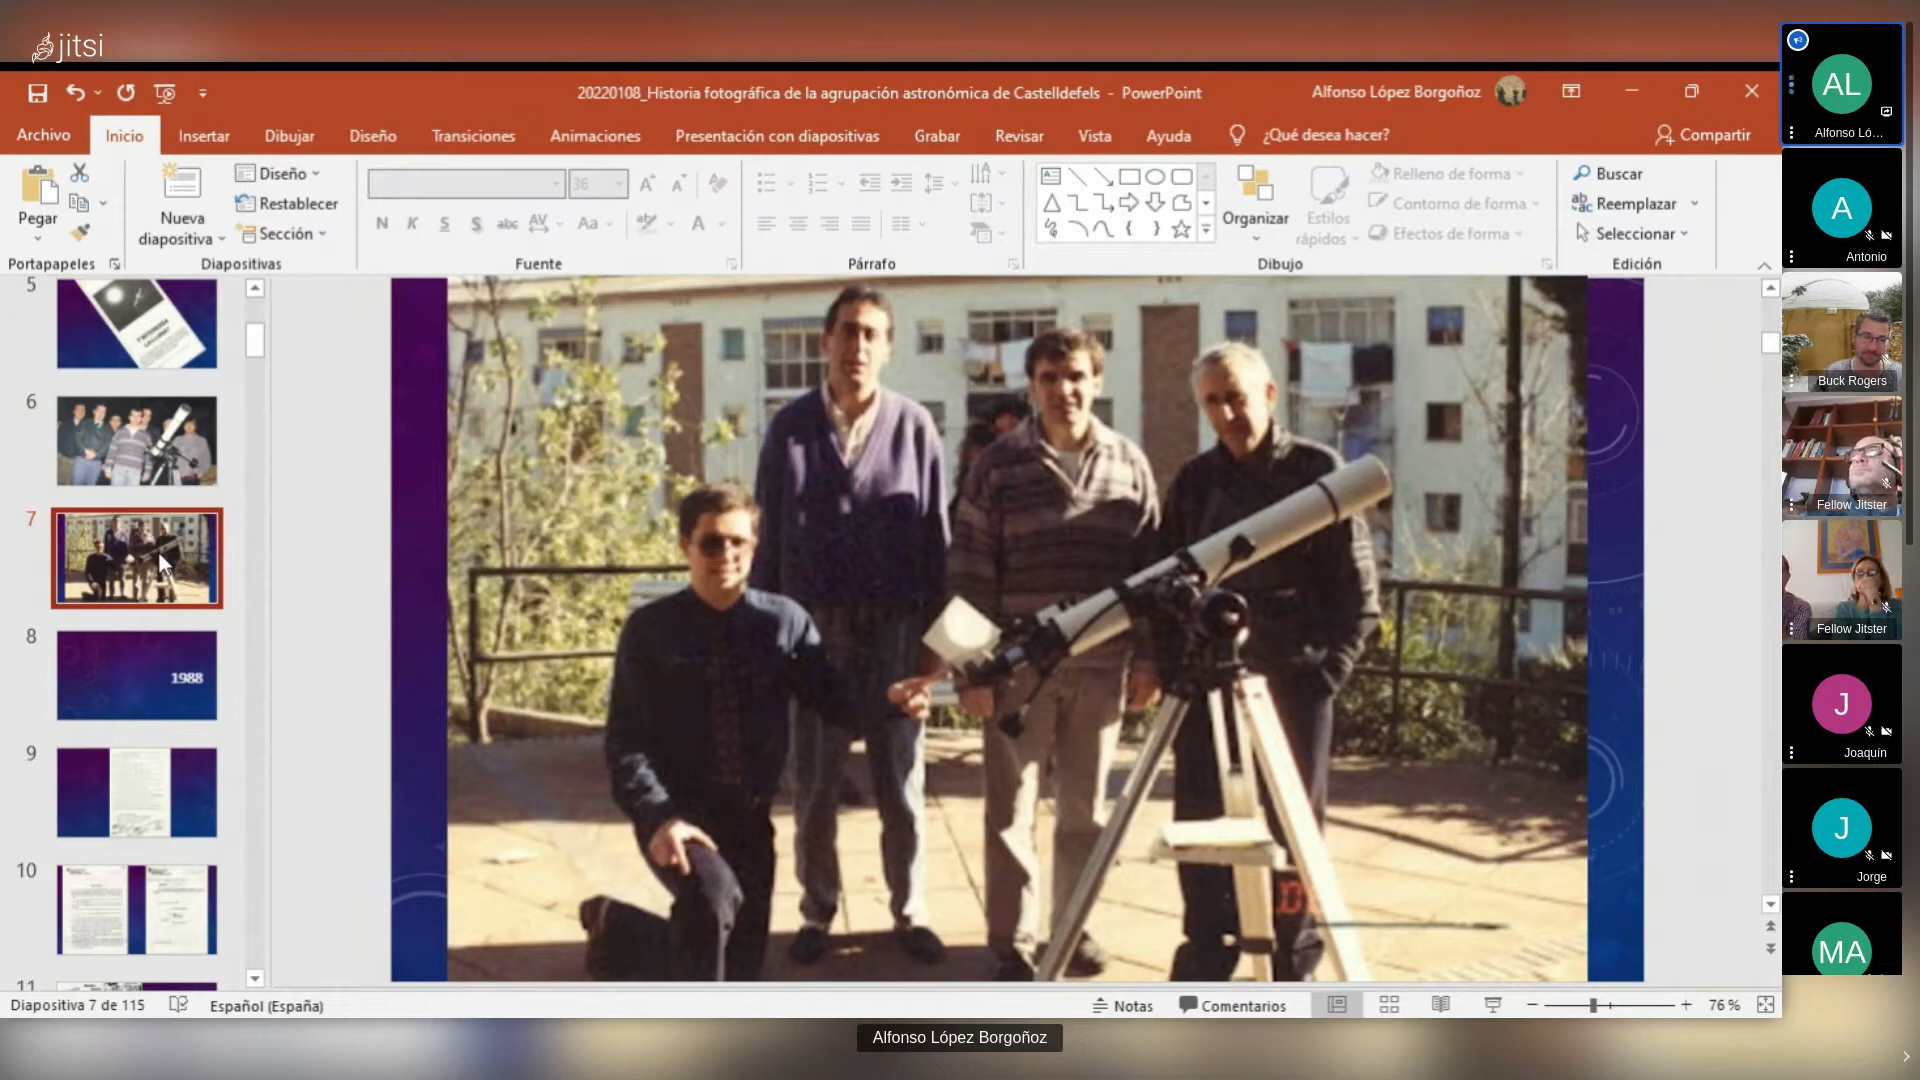 jitsi
20220108_Historia fotográfica de la agrupación astronómica de Castelldefels - PowerPoint
Alfonso López Borgoñoz
Archivo
Inicio
Insertar
Dibujar
Diseño
Transiciones
Animaciones
Presentación con diapositivas
Grabar
Revisar
Vista
Ayuda
¿Qué desea hacer?
Compartir
Pegar
Portapapeles
Nueva
diapositiva
Diseño
Restablecer
Sección
Diapositivas
36
N K S S abc AV Aa A
Fuente
Párrafo
Organizar
Estilos
rápidos
Relleno de forma
Contorno de forma
Efectos de forma
Dibujo
Buscar
Reemplazar
Seleccionar
Edición
5
6
7
8
1988
9
10
11
Diapositiva 7 de 115
Español (España)
Notas
Comentarios
76 %
Alfonso López Borgoñoz
AL
Alfonso Ló...
A
Antonio
Buck Rogers
Fellow Jitster
Fellow Jitster
J
Joaquín
J
Jorge
MA